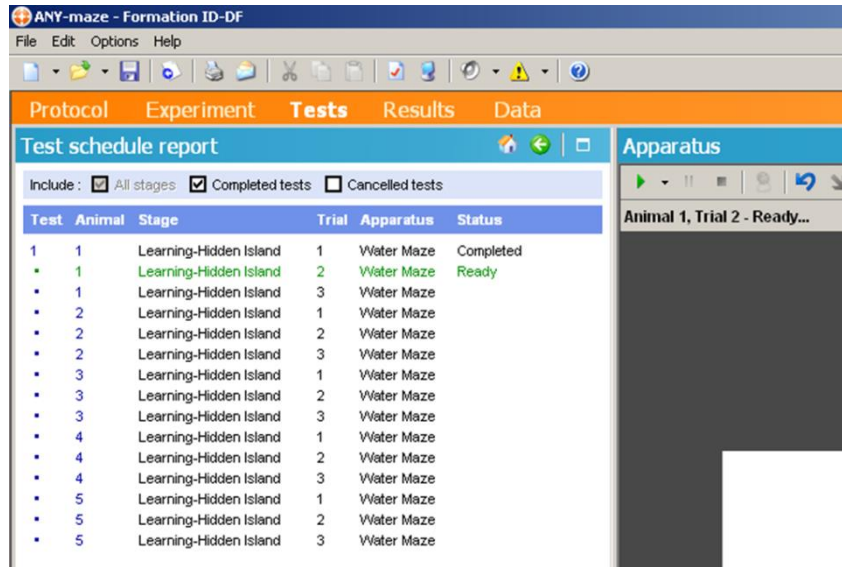 ANY-maze - Formation ID-DF
File Edit Options Help
Protocol Experiment Tests Results Data
Test schedule report
Apparatus
Include : All stages Completed tests Cancelled tests
Test Animal Stage Trial Apparatus Status
Animal 1, Trial 2 - Ready...
1 1 Learning-Hidden Island 1 Water Maze Completed
1 Learning-Hidden Island 2 Water Maze Ready
1 Learning-Hidden Island 3 Water Maze
2 Learning-Hidden Island 1 Water Maze
2 Learning-Hidden Island 2 Water Maze
2 Learning-Hidden Island 3 Water Maze
3 Learning-Hidden Island 1 Water Maze
3 Learning-Hidden Island 2 Water Maze
3 Learning-Hidden Island 3 Water Maze
4 Learning-Hidden Island 1 Water Maze
4 Learning-Hidden Island 2 Water Maze
4 Learning-Hidden Island 3 Water Maze
5 Learning-Hidden Island 1 Water Maze
5 Learning-Hidden Island 2 Water Maze
5 Learning-Hidden Island 3 Water Maze